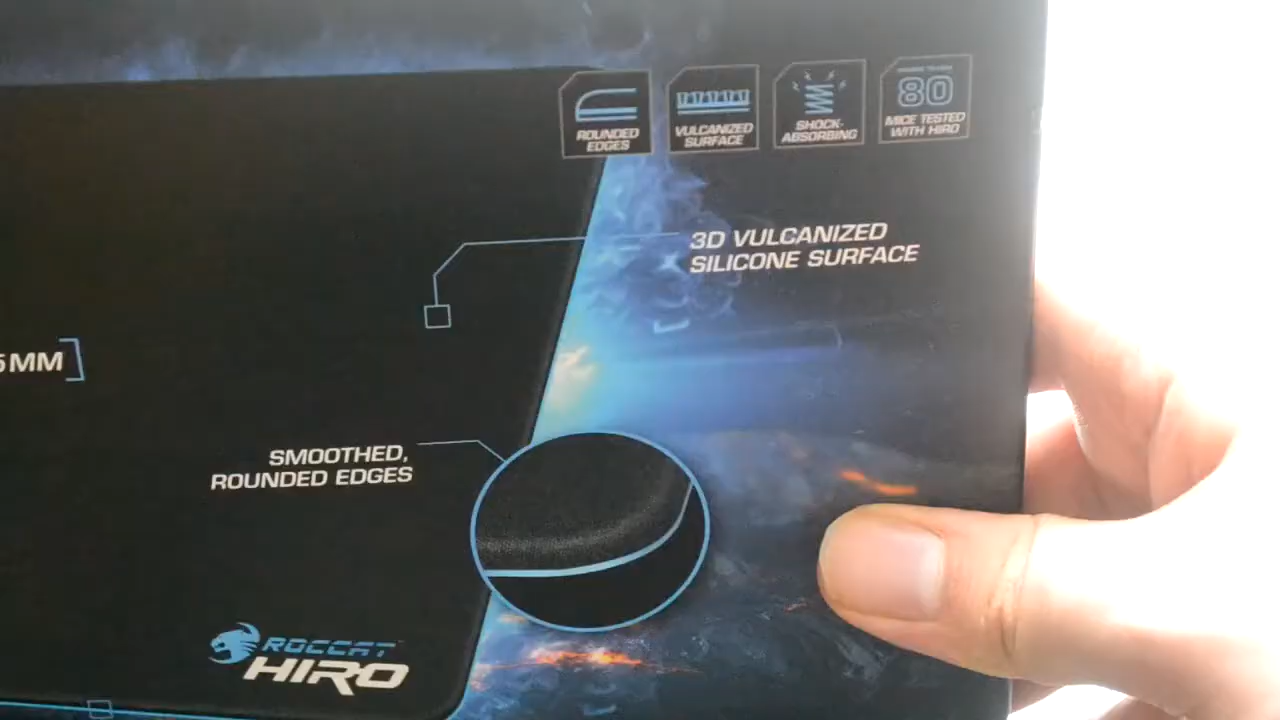 ROUNDED
EDGES
VULCANIZED
SURFACE
SHOCK-
ABSORBING
80
MICE TESTED
WITH HIRO
3D VULCANIZED
SILICONE SURFACE
MM
SMOOTHED,
ROUNDED EDGES
ROCCAT
HIRO